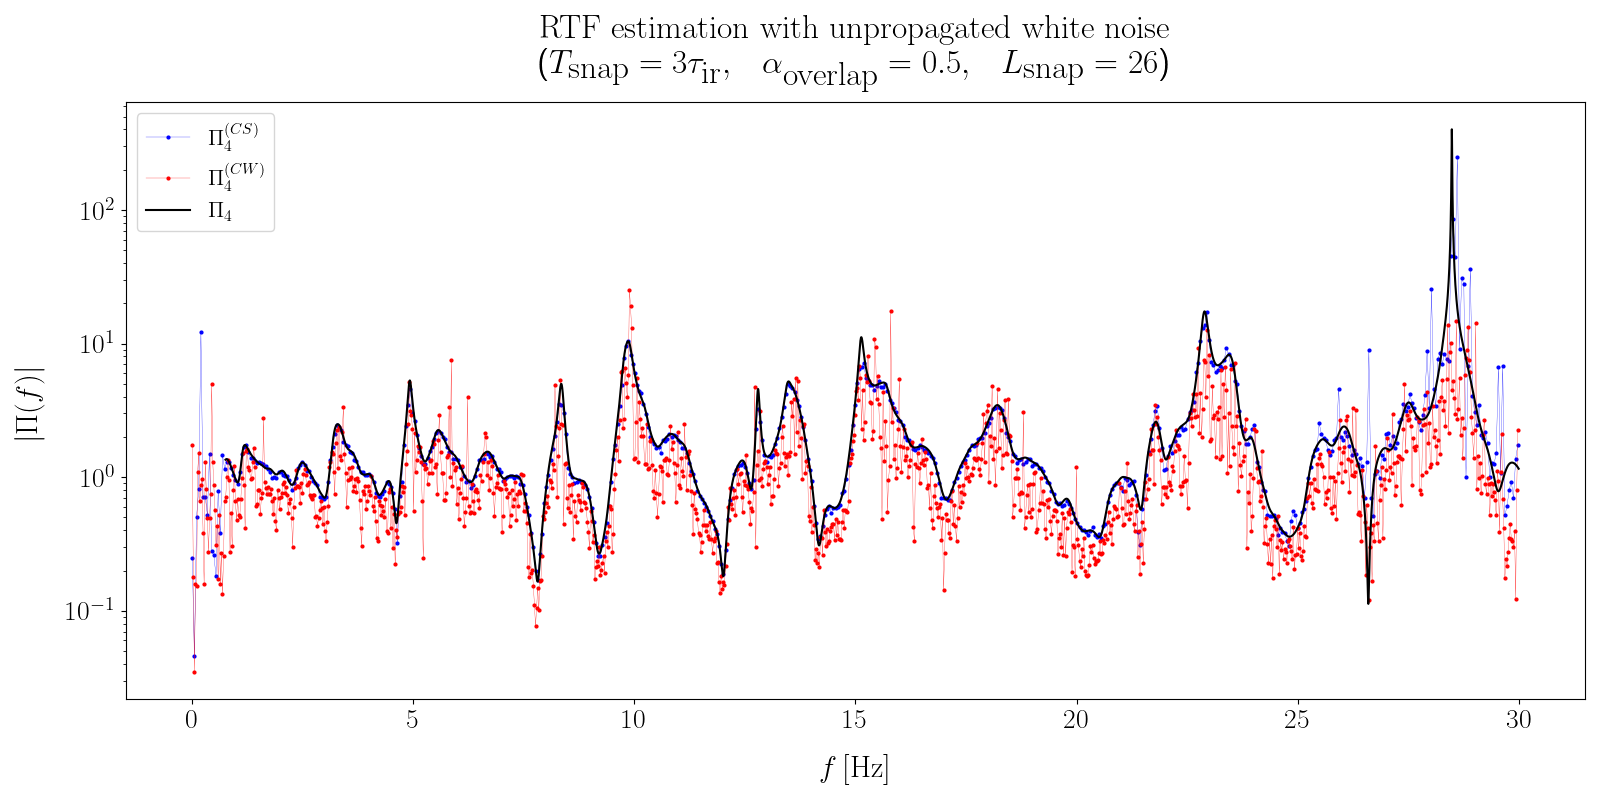 RTF estimation with unpropagated white noise
(T_snap = 3τ_ir, α_overlap = 0.5, L_snap = 26)
Π_4^(CS)
Π_4^(CW)
Π_4
|Π(f)|
10^2
10^1
10^0
10^−1
0 5 10 15 20 25 30
f [Hz]